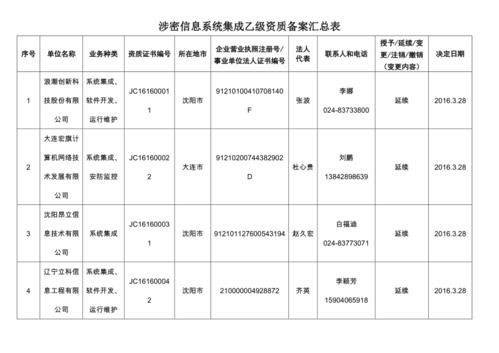 涉密信息系统集成乙级资质备案汇总表
序号 单位名称 业务种类 资质证书编号 所在地市 企业营业执照注册号/事业单位法人证书编号 法人代表 联系人和电话 授予/延续/变更/注销/撤销（变更内容） 决定日期
1 浪潮创新科技股份有限公司 系统集成、软件开发、运行维护 JC161600011 沈阳市 91210100410708140F 张波 李娜 024-83733800 延续 2016.3.28
2 大连宏旗计算机网络技术发展有限公司 系统集成、安防监控 JC161600022 大连市 91210200744382902D 杜心贵 刘鹏 13842898639 延续 2016.3.28
3 沈阳昂立信息技术有限公司 系统集成 JC161600031 沈阳市 912101127600543194 赵久宏 白福迪 024-83773071 延续 2016.3.28
4 辽宁立科信息工程有限公司 系统集成、软件开发、运行维护 JC161600042 沈阳市 210000004928872 齐英 李颖芳 15904065918 延续 2016.3.28